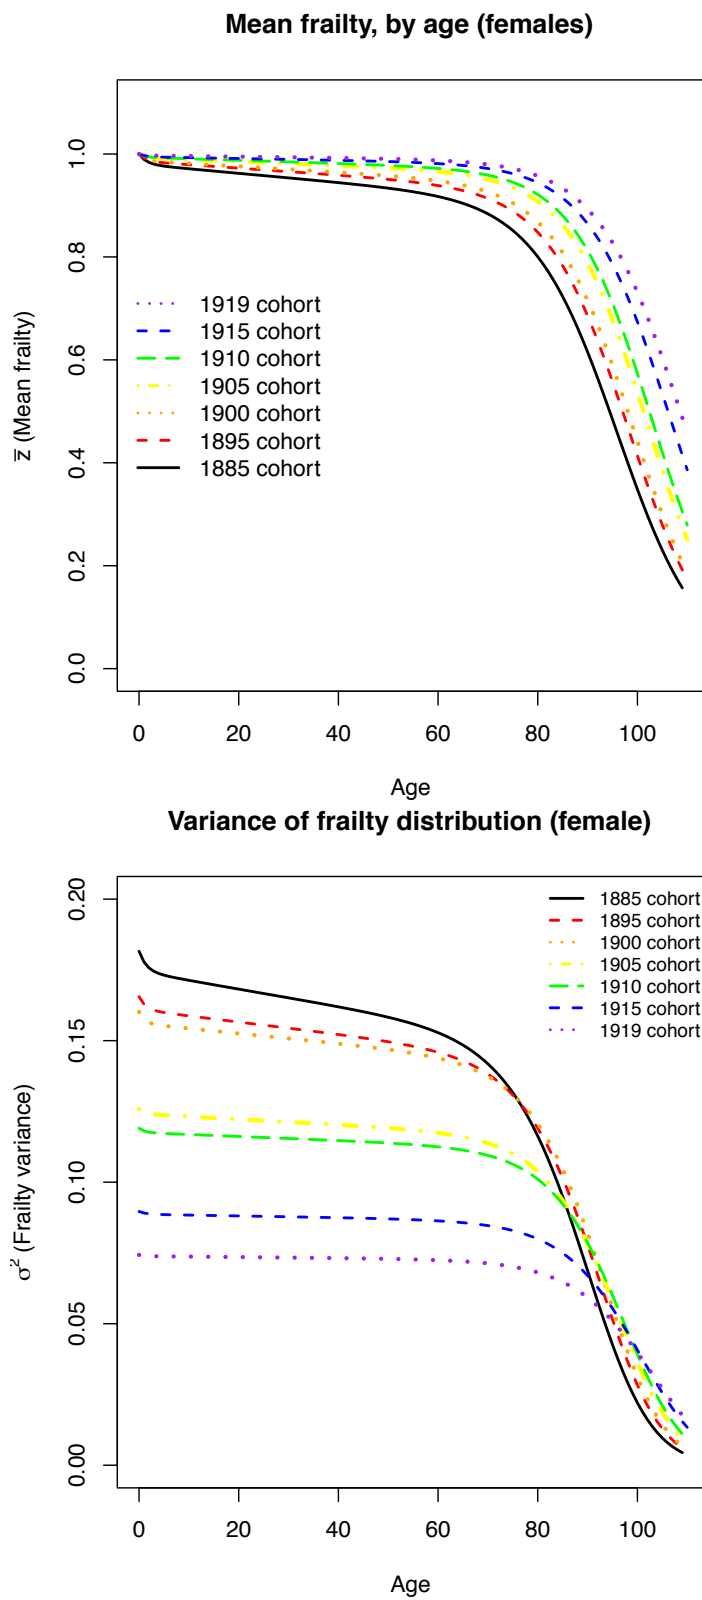 Mean frailty, by age (females)
1.0
0.8
0.6
0.4
0.2
0.0
z̅ (Mean frailty)
1919 cohort
1915 cohort
1910 cohort
1905 cohort
1900 cohort
1895 cohort
1885 cohort
0 20 40 60 80 100
Age
Variance of frailty distribution (female)
0.20
0.15
0.10
0.05
0.00
σ² (Frailty variance)
1885 cohort
1895 cohort
1900 cohort
1905 cohort
1910 cohort
1915 cohort
1919 cohort
0 20 40 60 80 100
Age